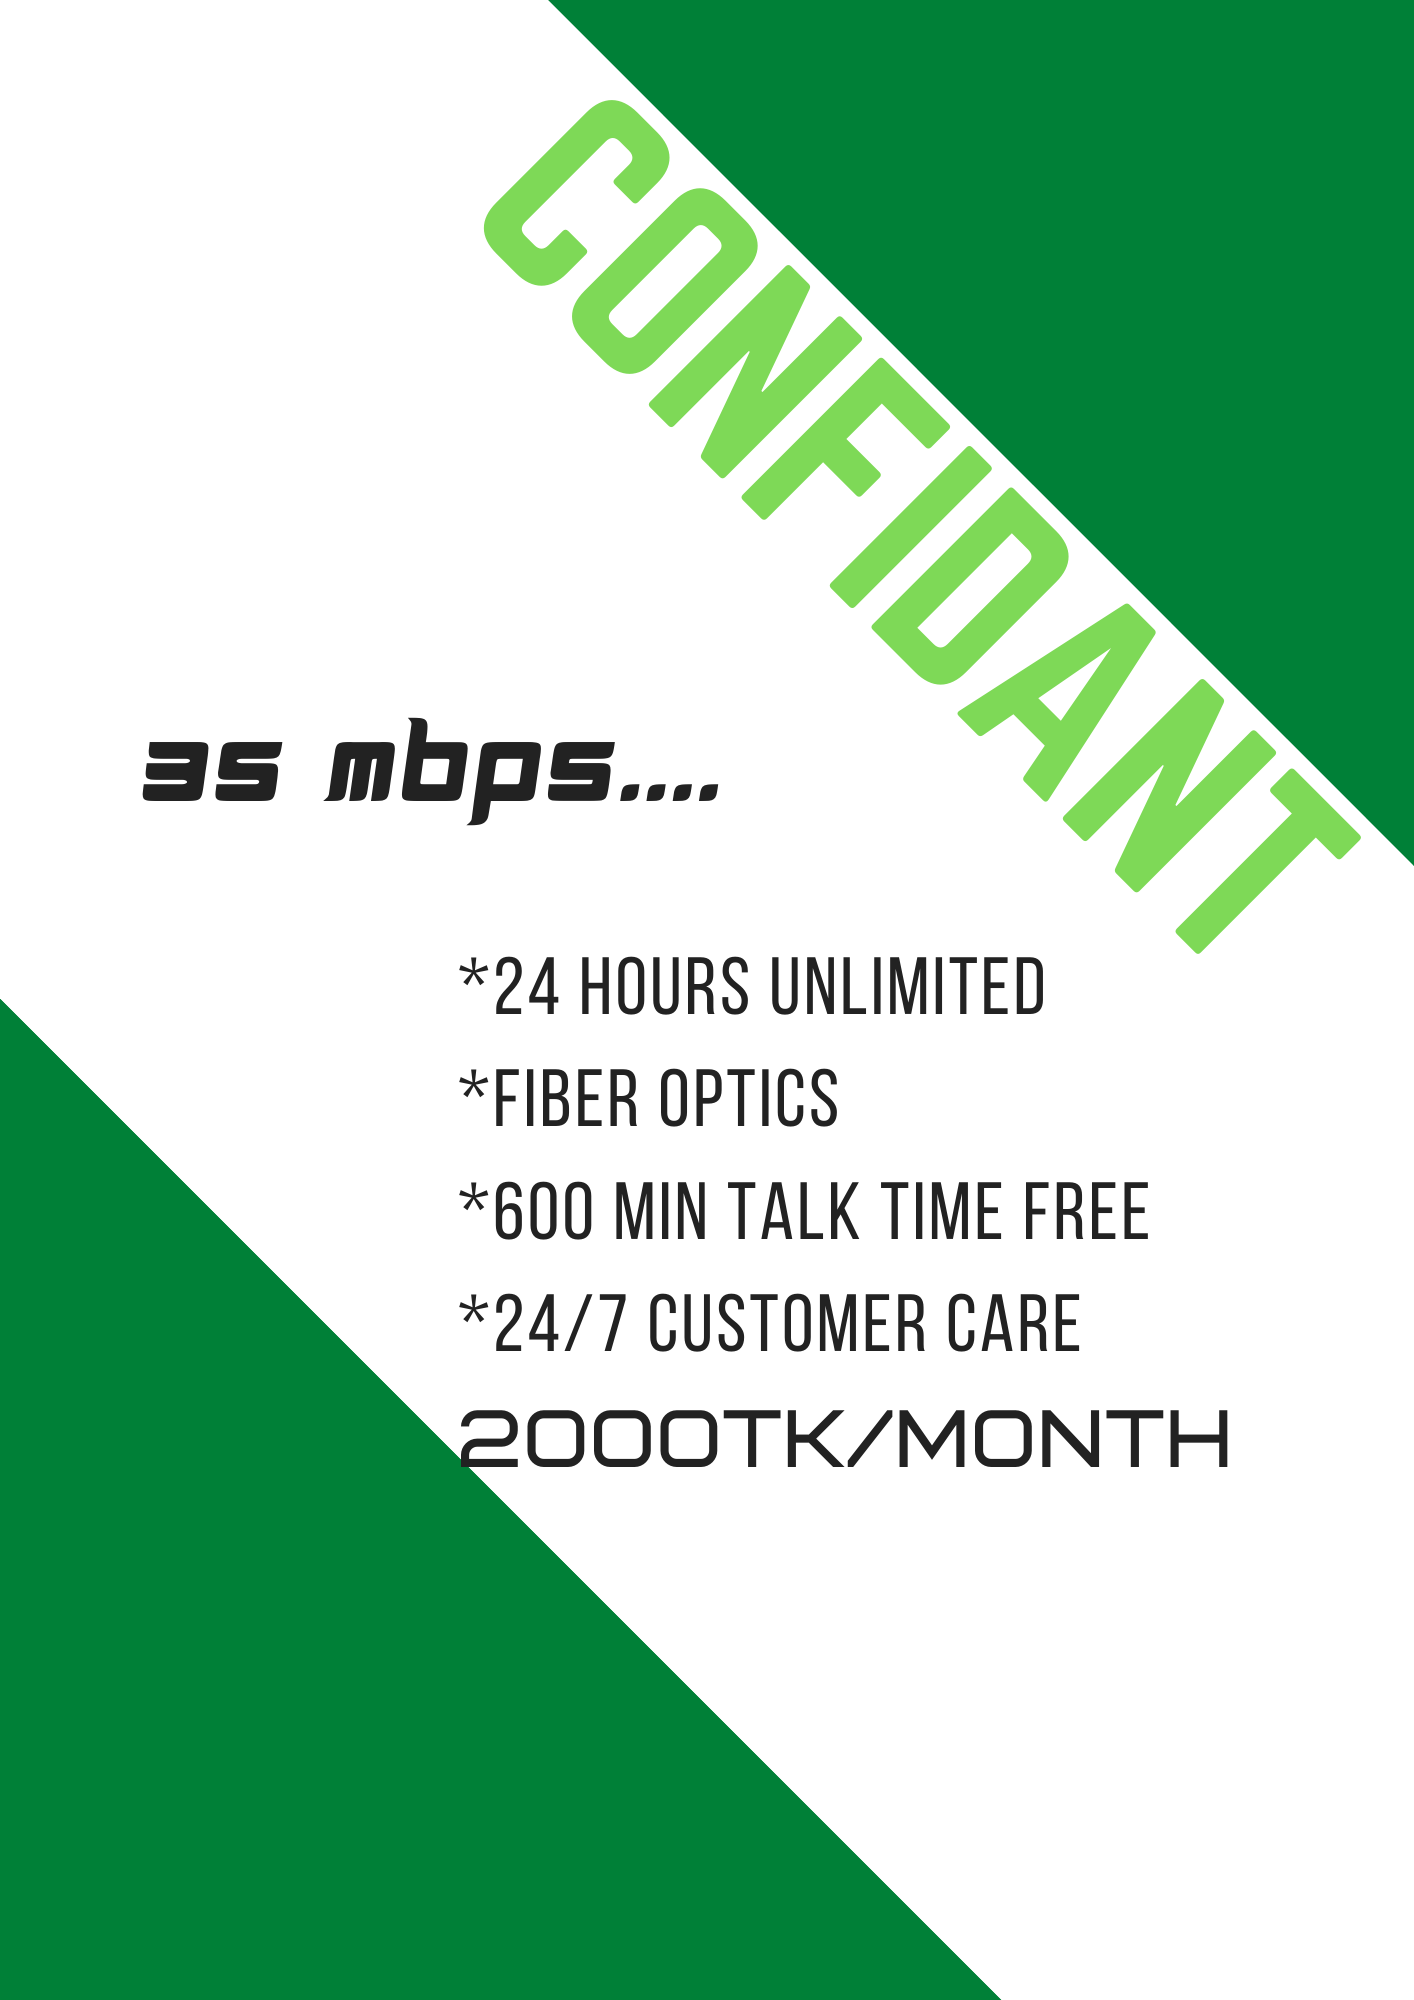 CONFIDANT
35 mbps....
*24 HOURS UNLIMITED
*FIBER OPTICS
*600 MIN TALK TIME FREE
*24/7 CUSTOMER CARE
2000TK/MONTH